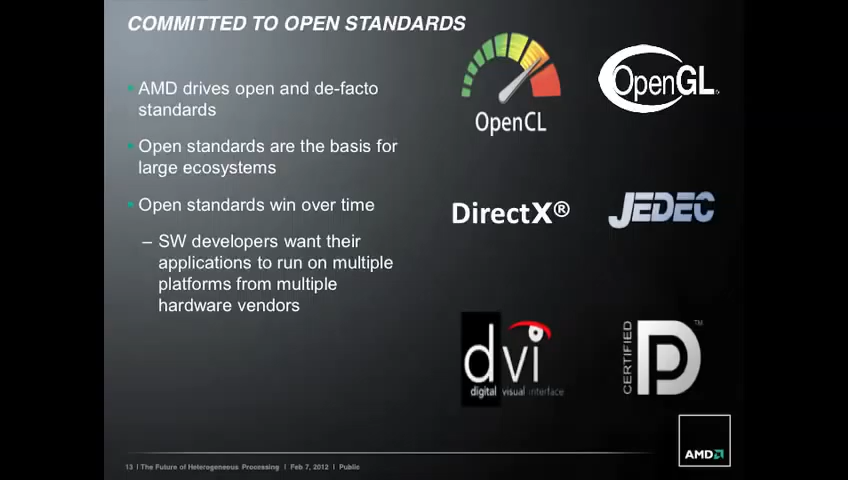 COMMITTED TO OPEN STANDARDS
AMD drives open and de-facto
standards
Open standards are the basis for
large ecosystems
Open standards win over time
– SW developers want their
applications to run on multiple
platforms from multiple
hardware vendors
OpenCL
OpenGL®
DirectX®
JEDEC
dvi
digital visual interface
CERTIFIED
DP™
AMD
13 | The Future of Heterogeneous Processing | Feb 7, 2012 | Public